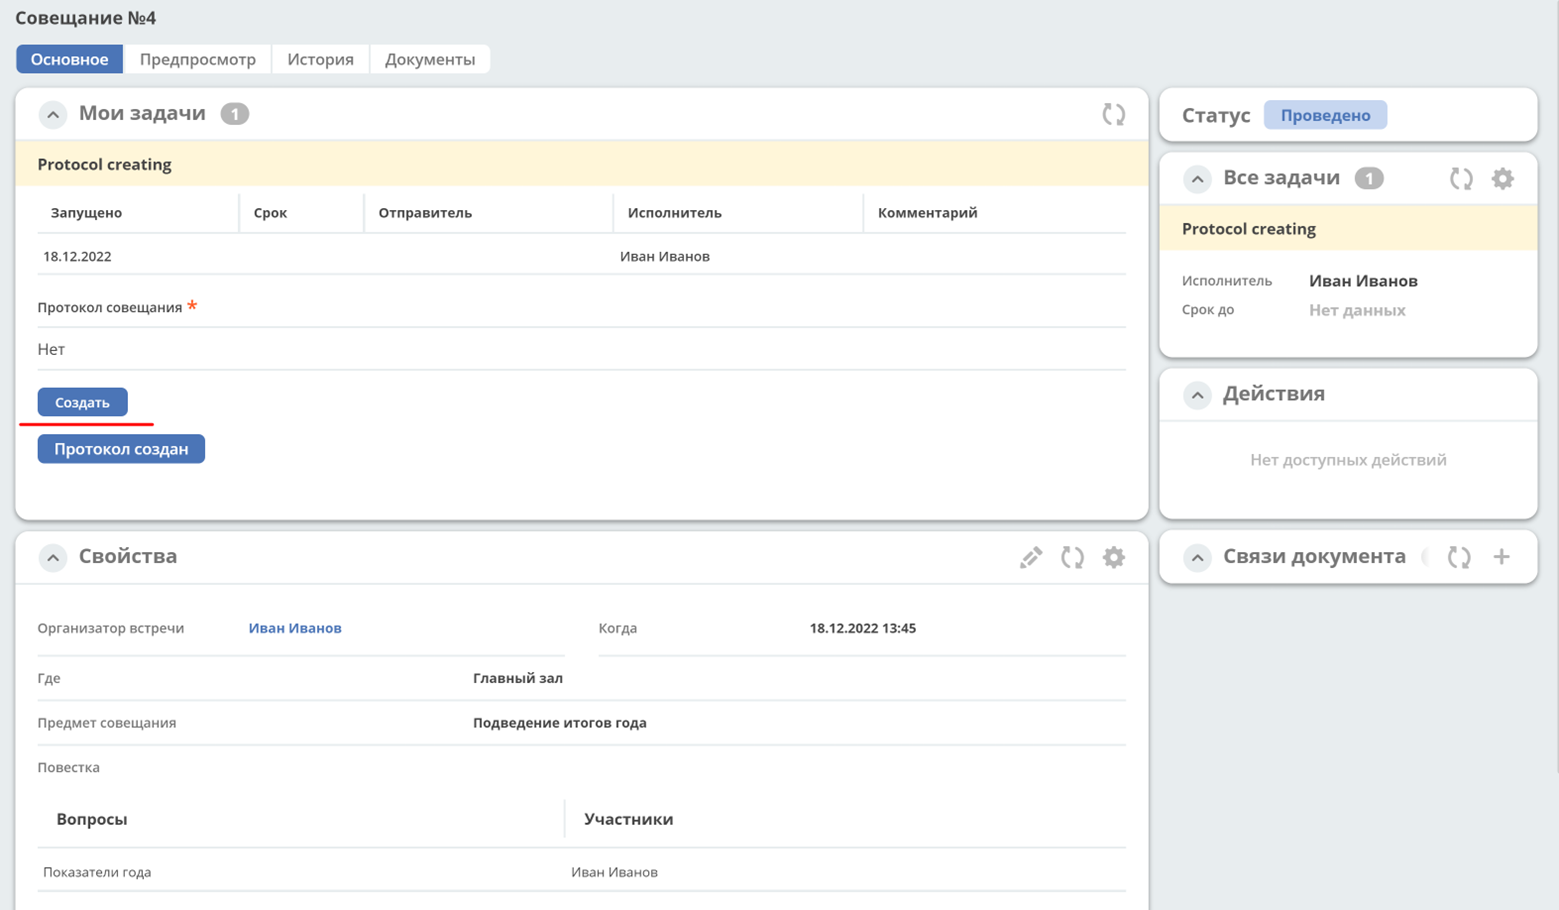 Совещание №4
Основное Предпросмотр История Документы
Мои задачи 1
Protocol creating
Запущено Срок Отправитель Исполнитель Комментарий
18.12.2022 Иван Иванов
Протокол совещания *
Нет
Создать
Протокол создан
Свойства
Организатор встречи Иван Иванов Когда 18.12.2022 13:45
Где Главный зал
Предмет совещания Подведение итогов года
Повестка
Вопросы Участники
Показатели года Иван Иванов
Статус Проведено
Все задачи 1
Protocol creating
Исполнитель Иван Иванов
Срок до Нет данных
Действия
Нет доступных действий
Связи документа